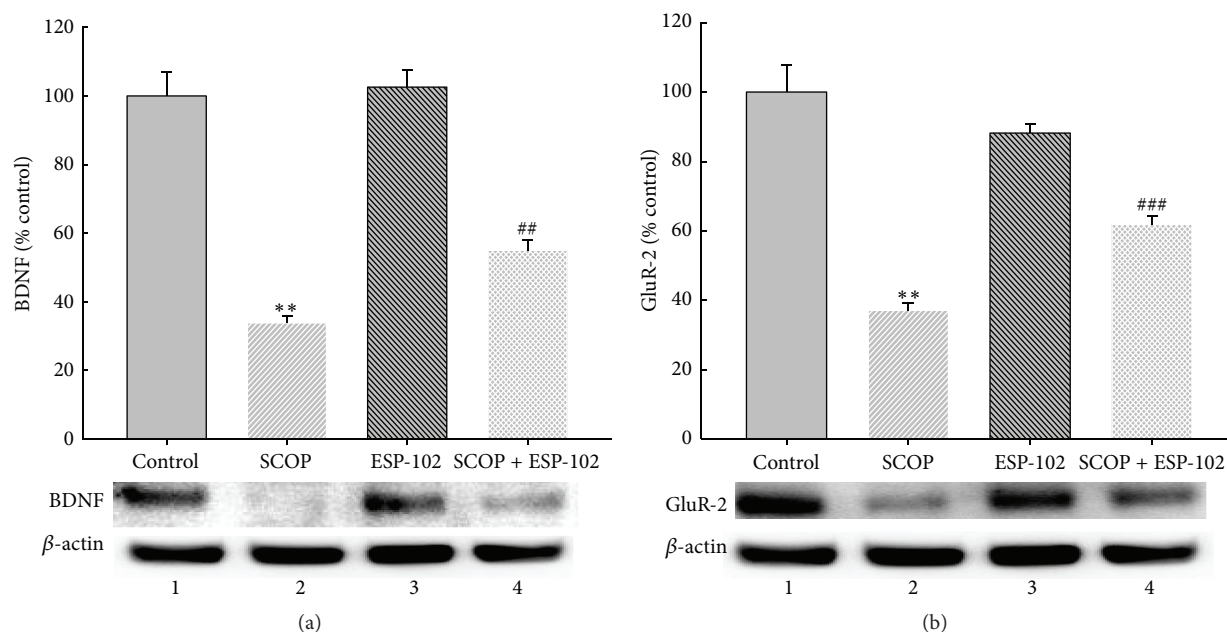 120
100
80
60
40
20
0
BDNF (% control)
**
##
Control SCOP ESP-102 SCOP + ESP-102
BDNF
β-actin
1 2 3 4
(a)
120
100
80
60
40
20
0
GluR-2 (% control)
**
###
Control SCOP ESP-102 SCOP + ESP-102
GluR-2
β-actin
1 2 3 4
(b)